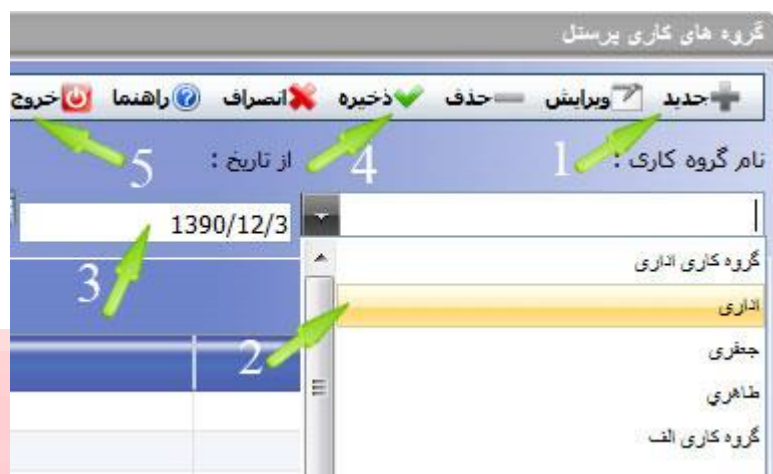 گروه های کاری پرسنل
جدید ویرایش حذف ذخیره انصراف راهنما خروج
1 4 5
نام گروه کاری : از تاریخ :
1390/12/3
3
گروه کاری اداری
اداری
2
جعفری
طاهري
گروه کاری الف